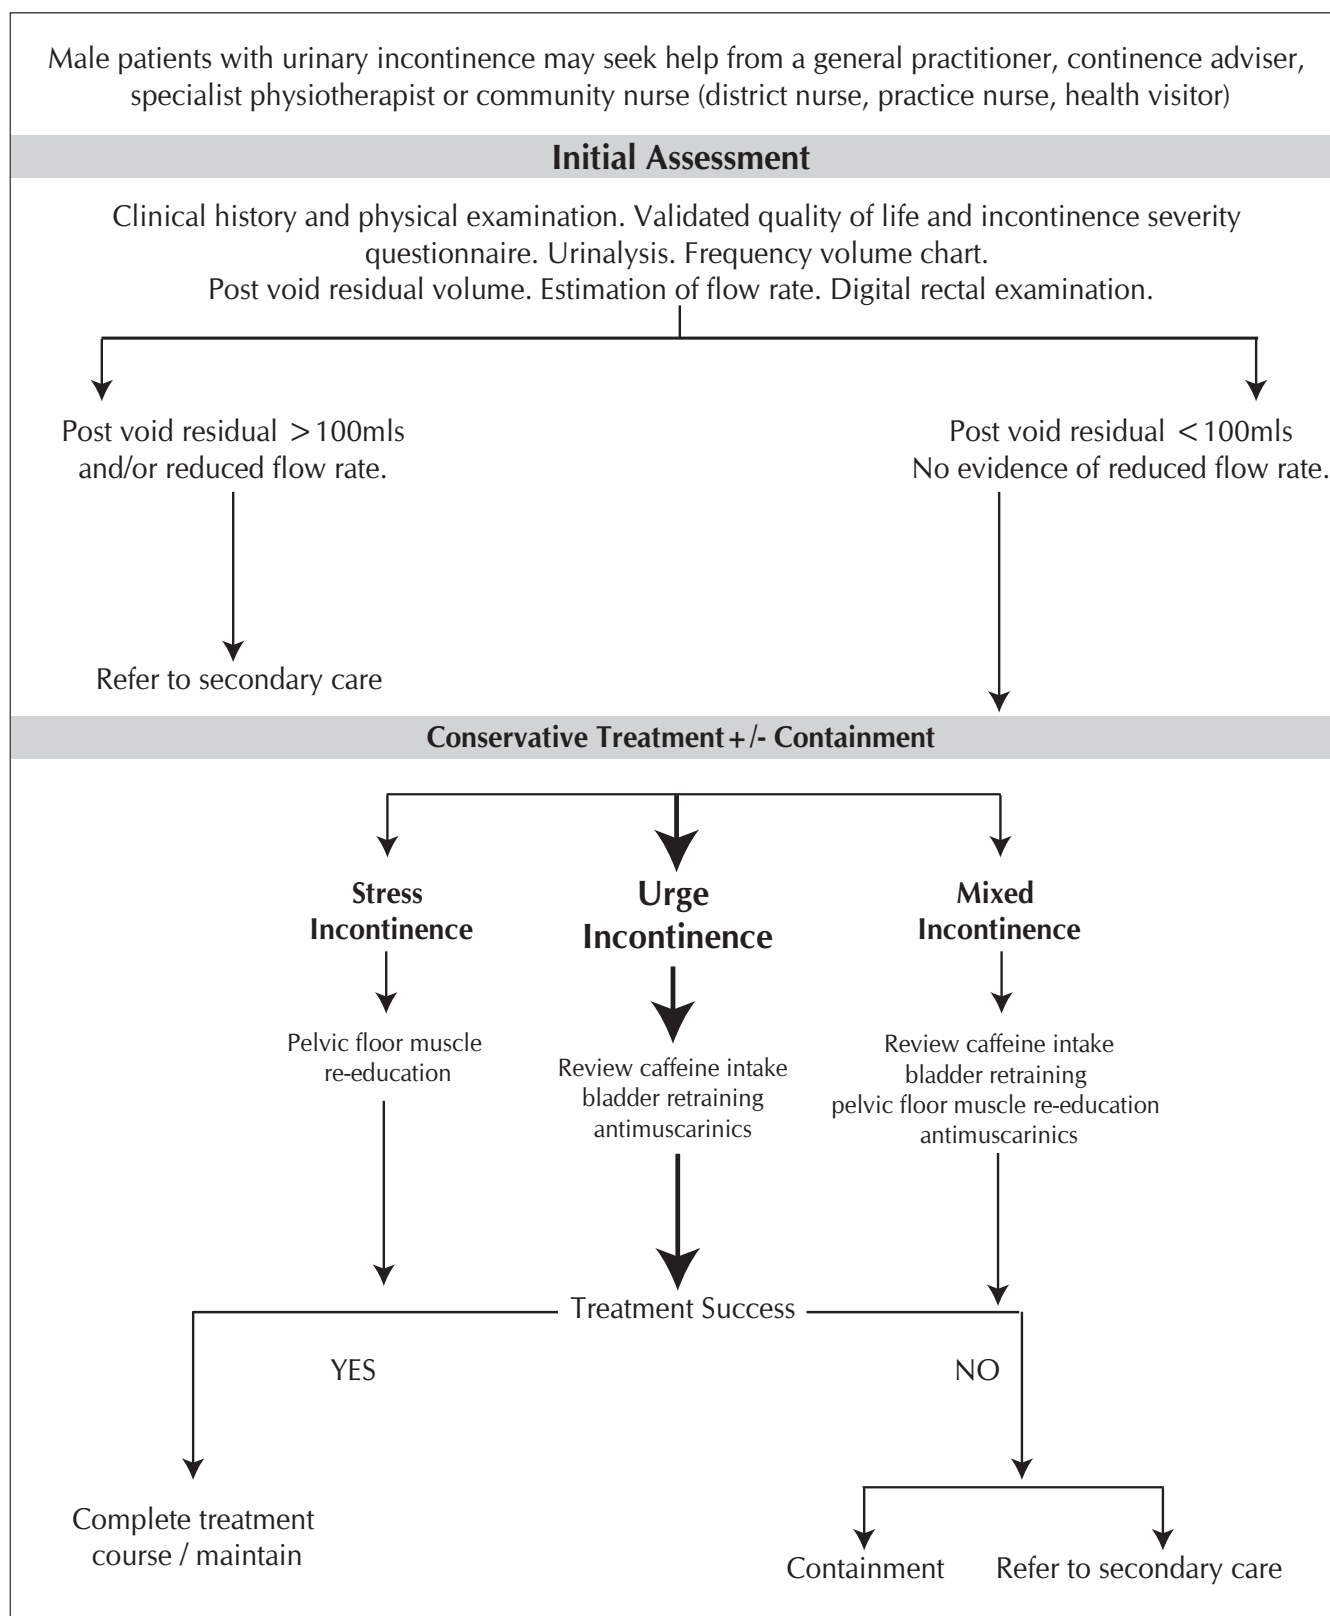 Male patients with urinary incontinence may seek help from a general practitioner, continence adviser,
specialist physiotherapist or community nurse (district nurse, practice nurse, health visitor)
Initial Assessment
Clinical history and physical examination. Validated quality of life and incontinence severity
questionnaire. Urinalysis. Frequency volume chart.
Post void residual volume. Estimation of flow rate. Digital rectal examination.
Post void residual >100mls
and/or reduced flow rate.
Post void residual <100mls
No evidence of reduced flow rate.
Refer to secondary care
Conservative Treatment +/- Containment
Stress
Incontinence
Urge
Incontinence
Mixed
Incontinence
Pelvic floor muscle
re-education
Review caffeine intake
bladder retraining
antimuscarinics
Review caffeine intake
bladder retraining
pelvic floor muscle re-education
antimuscarinics
Treatment Success
YES
NO
Complete treatment
course / maintain
Containment
Refer to secondary care